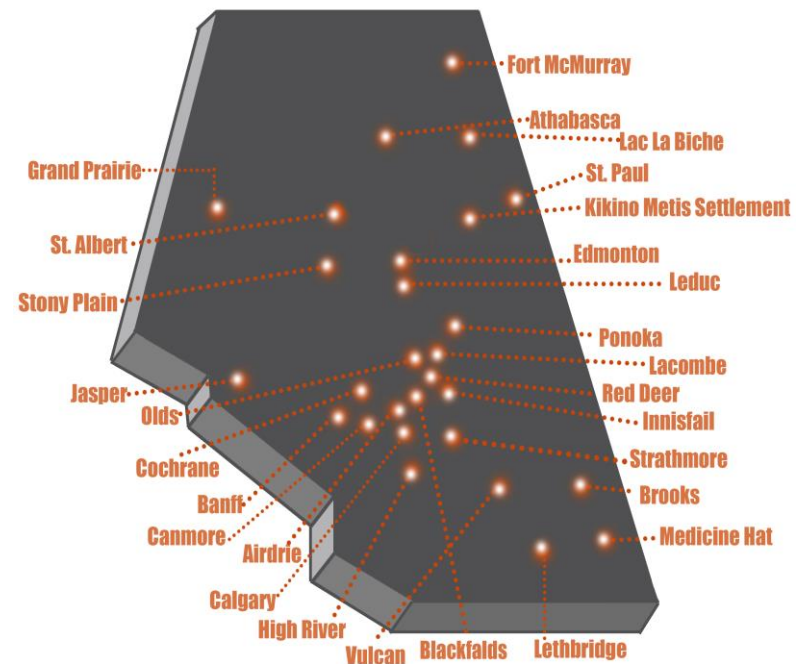 Fort McMurray
Athabasca
Lac La Biche
Grand Prairie
St. Paul
Kikino Metis Settlement
St. Albert
Edmonton
Leduc
Stony Plain
Ponoka
Lacombe
Jasper
Red Deer
Olds
Innisfail
Strathmore
Cochrane
Brooks
Banff
Canmore
Medicine Hat
Airdrie
Calgary
High River
Vulcan
Blackfalds
Lethbridge